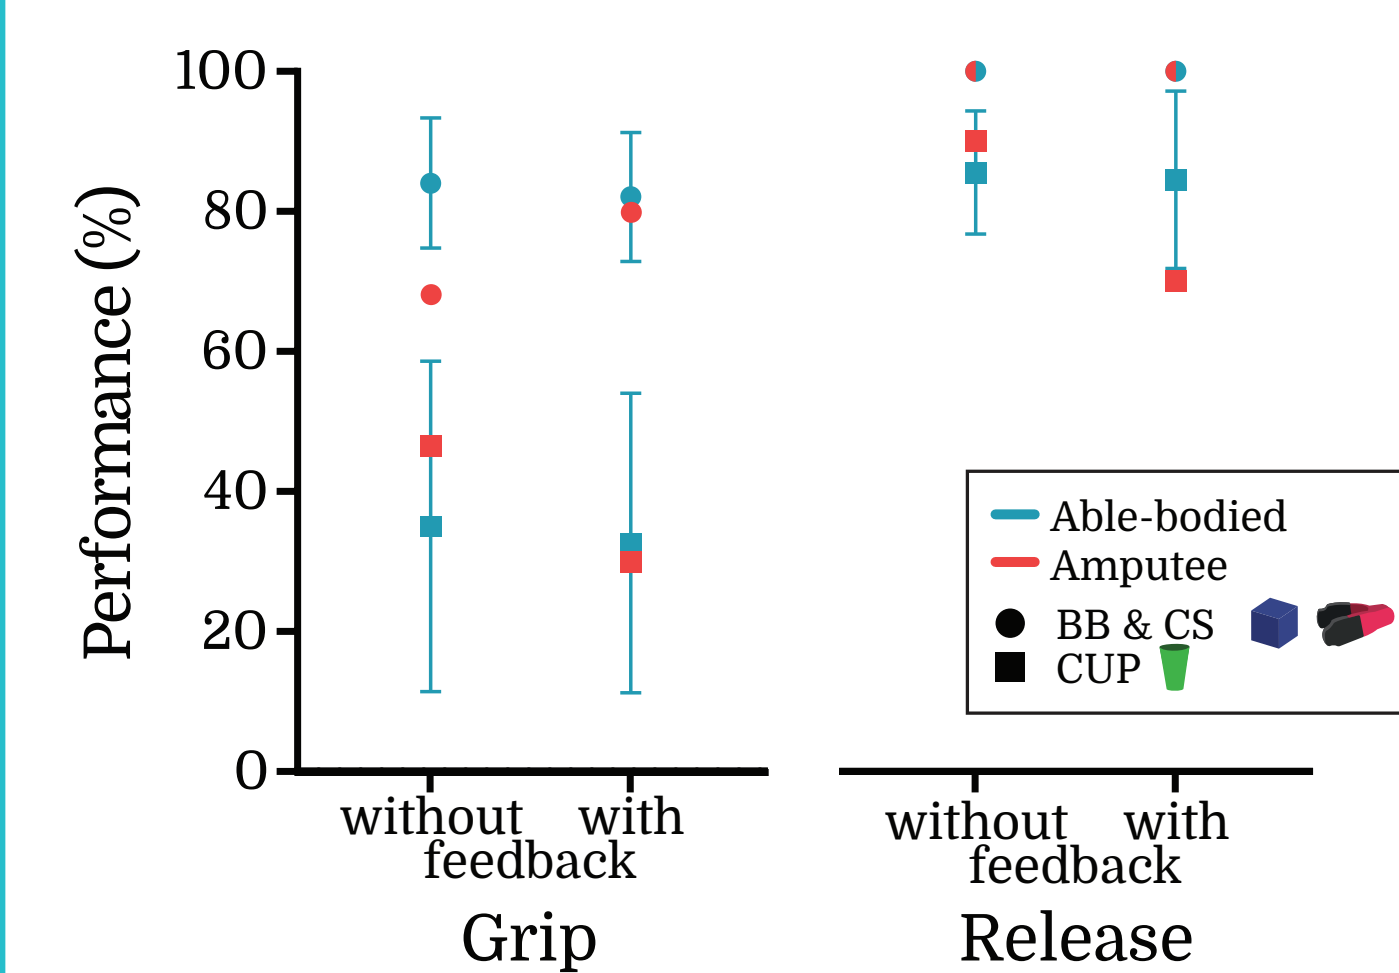 Performance (%)
100
80
60
40
20
0
without with
feedback
Grip
without with
feedback
Release
Able-bodied
Amputee
BB & CS
CUP